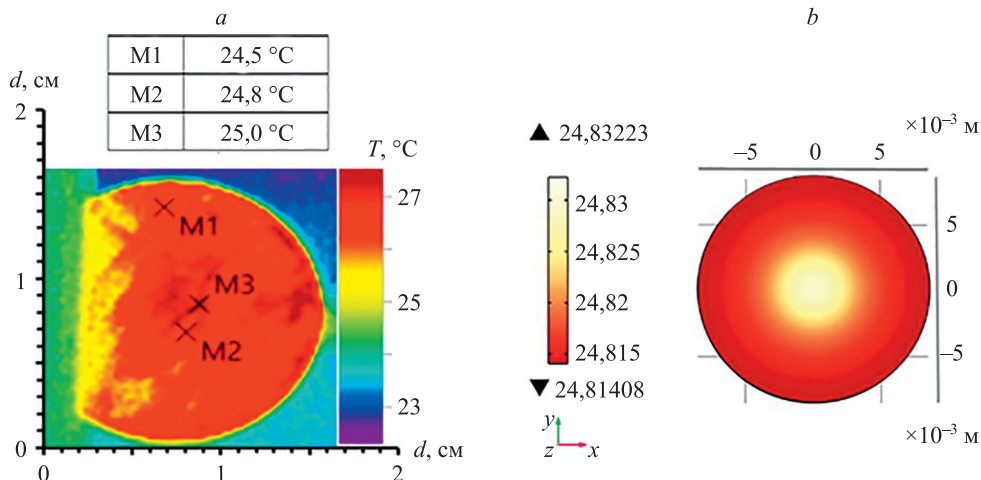 a
M1 24,5 °C
M2 24,8 °C
M3 25,0 °C
d, см
2
1
0
0 1 2
d, см
T, °C
27
25
23
M1
M3
M2
b
▲ 24,83223
24,83
24,825
24,82
24,815
▼ 24,81408
y
z x
×10–3 м
–5 0 5
5
0
–5
×10–3 м